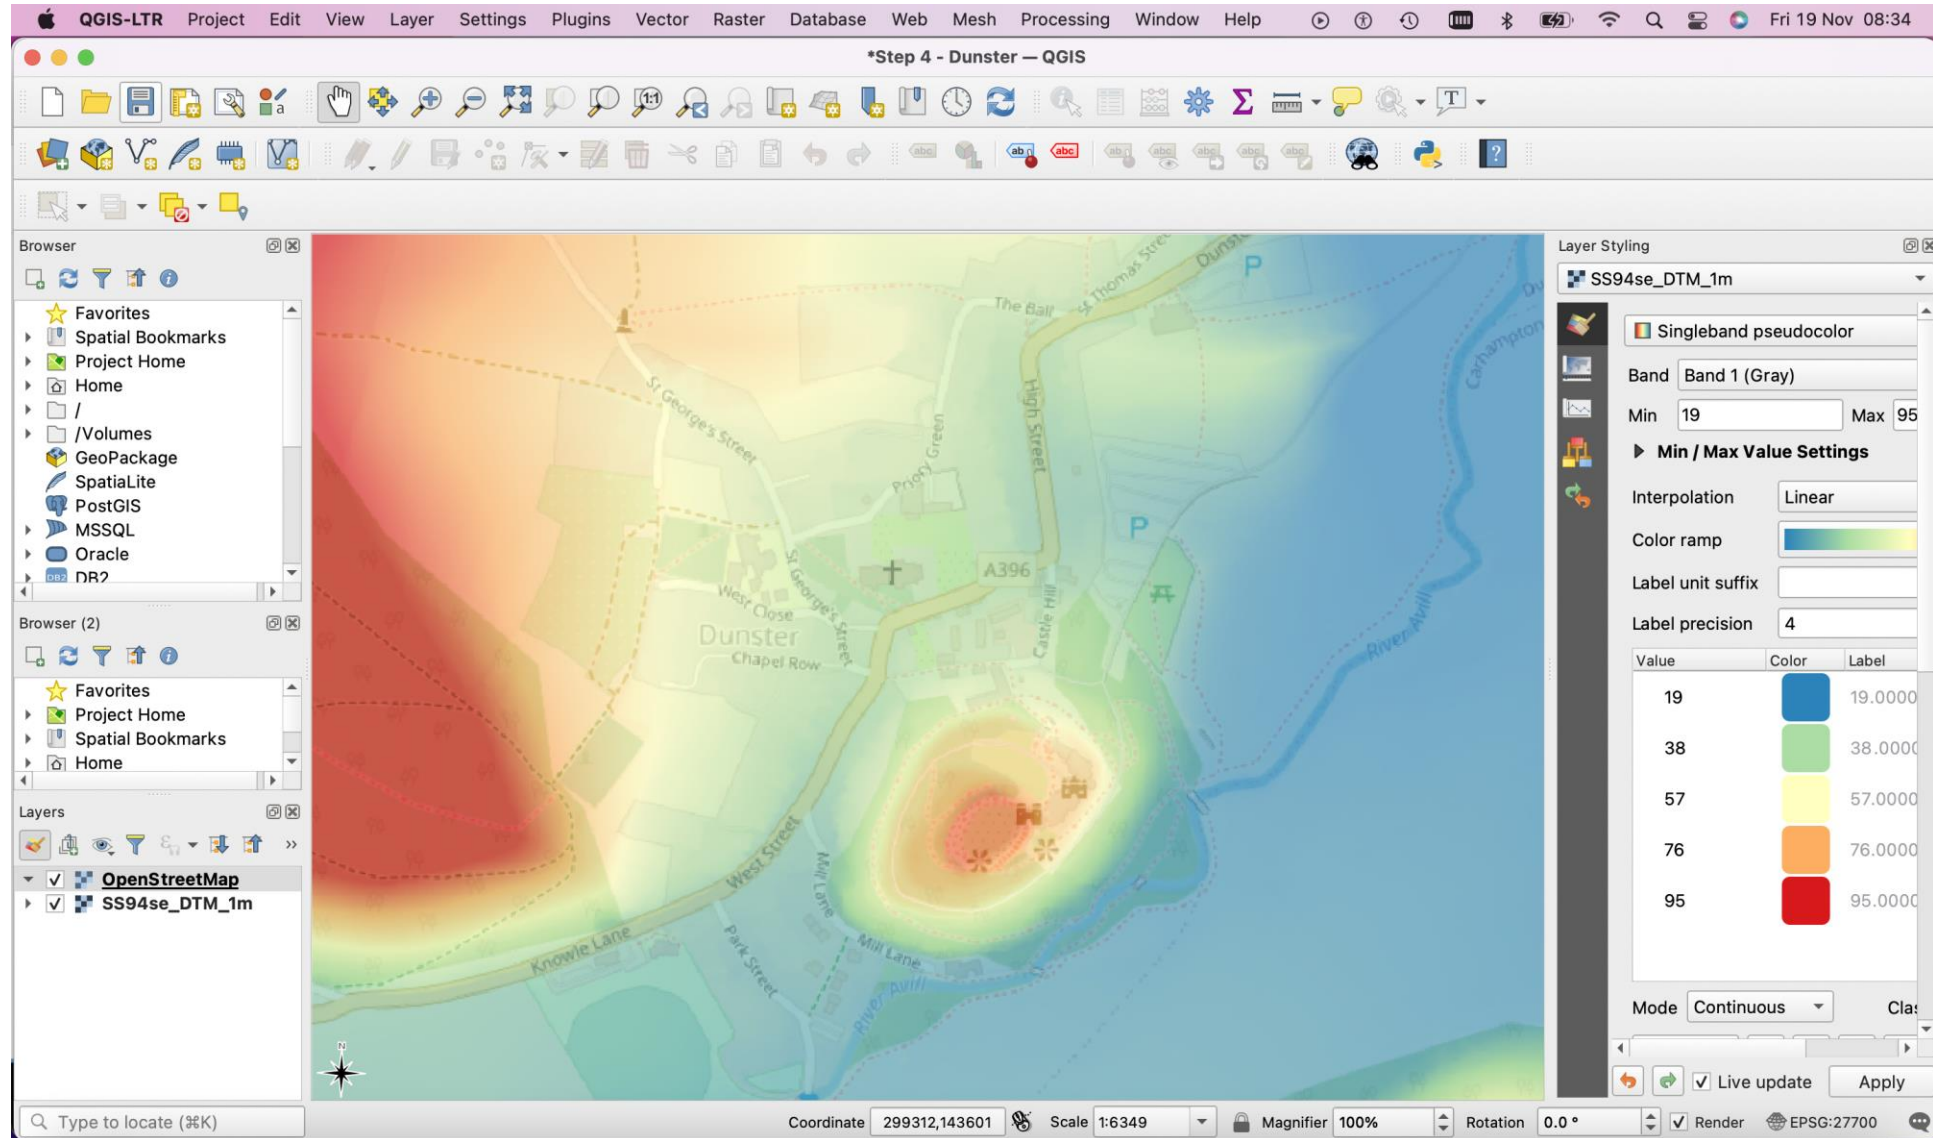 QGIS-LTR Project Edit View Layer Settings Plugins Vector Raster Database Web Mesh Processing Window Help Fri 19 Nov 08:34
*Step 4 - Dunster — QGIS
Browser
Favorites
Spatial Bookmarks
Project Home
Home
/
/Volumes
GeoPackage
SpatiaLite
PostGIS
MSSQL
Oracle
DB2
Browser (2)
Favorites
Project Home
Spatial Bookmarks
Home
Layers
OpenStreetMap
SS94se_DTM_1m
St Thomas Street
P
The Ball
St George's Street
High Street
Priory Green
P
A396
West Close
St George's Street
Dunster
Chapel Row
Castle Hill
River Avill
West Street
Mill Lane
Mill Lane
Park Street
Knowle Lane
River Avill
N
Layer Styling
SS94se_DTM_1m
Singleband pseudocolor
Band Band 1 (Gray)
Min 19 Max 95
Min / Max Value Settings
Interpolation Linear
Color ramp
Label unit suffix
Label precision 4
Value Color Label
19 19.0000
38 38.0000
57 57.0000
76 76.0000
95 95.0000
Mode Continuous Clas
Live update Apply
Type to locate (⌘K) Coordinate 299312,143601 Scale 1:6349 Magnifier 100% Rotation 0.0 ° Render EPSG:27700